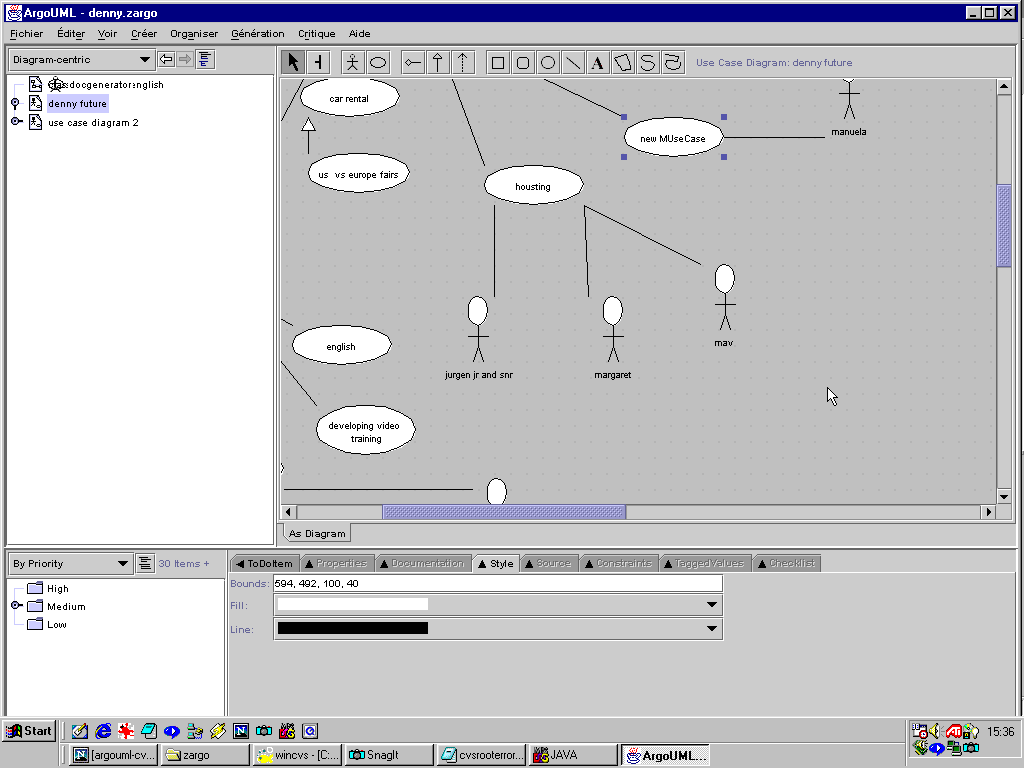 ArgoUML - denny.zargo
Fichier Éditer Voir Créer Organiser Génération Critique Aide
Diagram-centric
Use Case Diagram: denny future
docgenerator:english
denny future
use case diagram 2
car rental
us vs europe fairs
new MUseCase
manuela
housting
mav
english
jurgen jr and snr
margaret
developing video
training
As Diagram
By Priority
30 Items +
High
Medium
Low
ToDoItem Properties Documentation Style Source Constraints TaggedValues Checklist
Bounds: 594, 492, 100, 40
Fill:
Line:
Start
15:36
[argouml-cv... zargo wincvs - [C:... SnagIt cvsrooterror... JAVA ArgoUML...